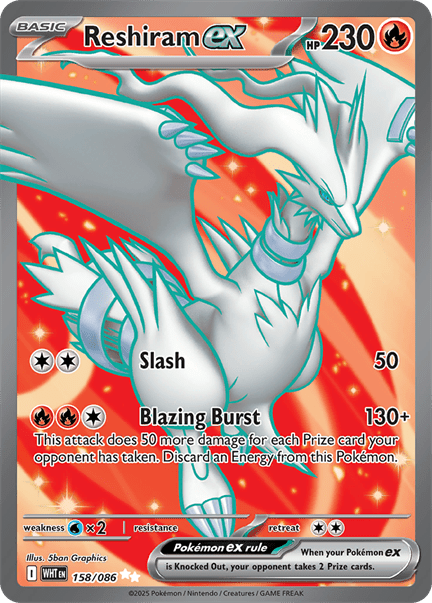 BASIC
Reshiram ex HP 230
Slash 50
Blazing Burst 130+
This attack does 50 more damage for each Prize card your
opponent has taken. Discard an Energy from this Pokémon.
weakness ×2 resistance retreat
Illus. 5ban Graphics
Pokémon ex rule
When your Pokémon ex
is Knocked Out, your opponent takes 2 Prize cards.
I WHT EN 158/086
©2025 Pokémon / Nintendo / Creatures / GAME FREAK